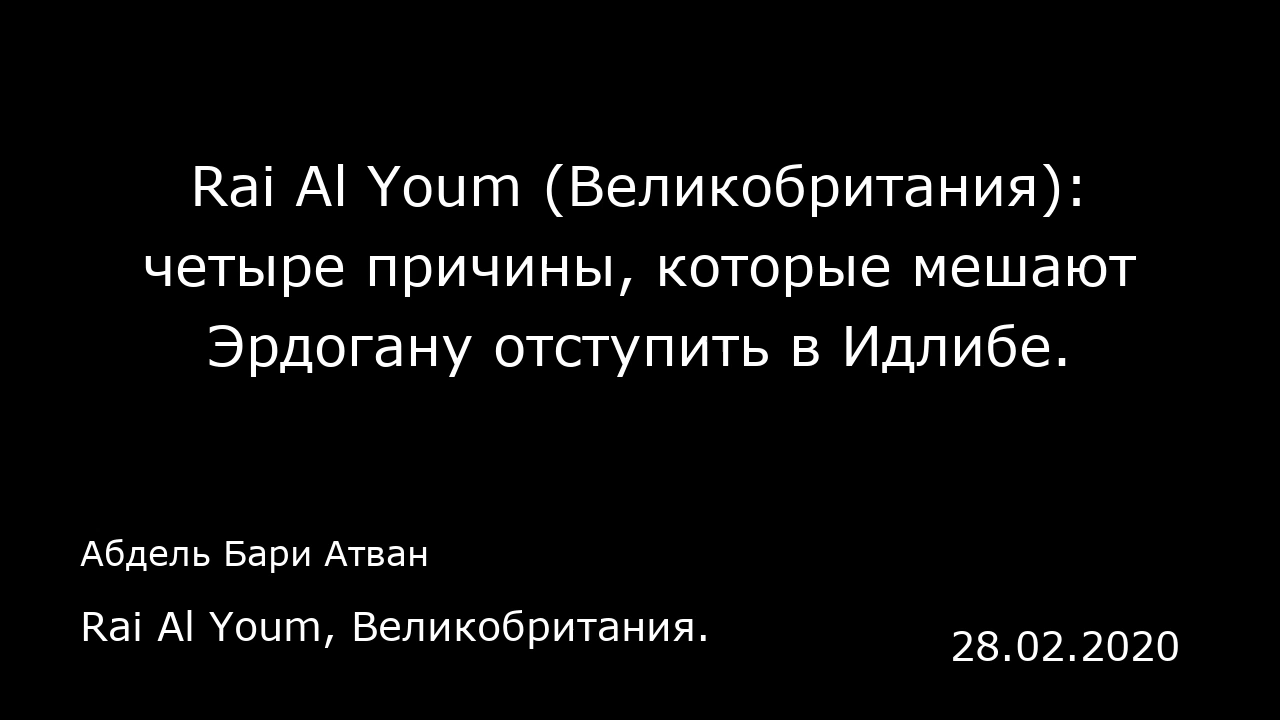 Rai Al Youm (Великобритания):
четыре причины, которые мешают
Эрдогану отступить в Идлибе.
Абдель Бари Атван
Rai Al Youm, Великобритания.
28.02.2020